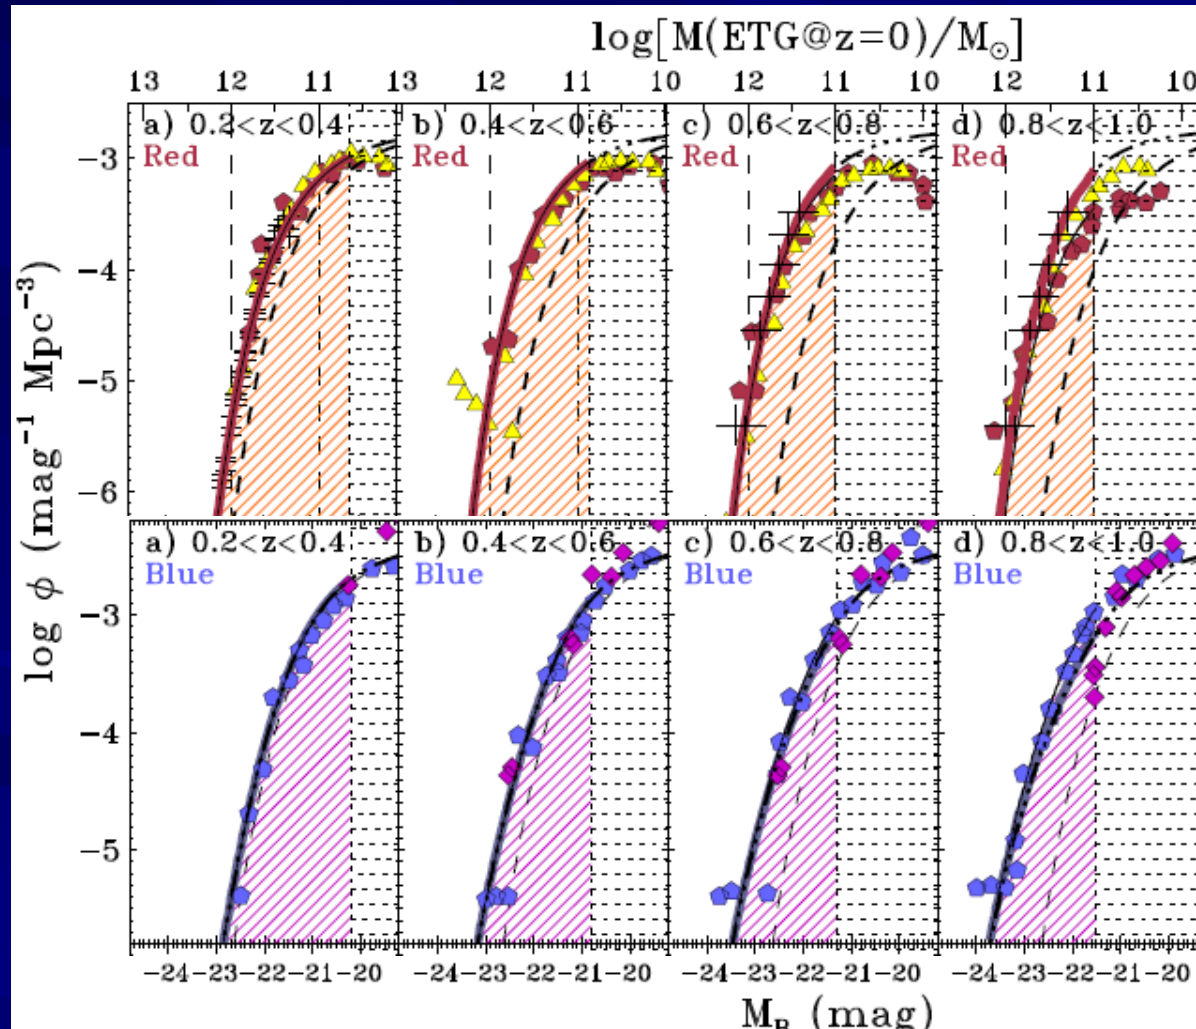 log[M(ETG@z=0)/M⊙]
13 12 11 13 12 11 10 12 11 10 12 11 10
a) 0.2<z<0.4 b) 0.4<z<0.6 c) 0.6<z<0.8 d) 0.8<z<1.0
Red Red Red Red
−3
−4
−5
−6
log ϕ (mag⁻¹ Mpc⁻³)
a) 0.2<z<0.4 b) 0.4<z<0.6 c) 0.6<z<0.8 d) 0.8<z<1.0
Blue Blue Blue Blue
−3
−4
−5
−24 −23 −22 −21 −20 −24 −23 −22 −21 −20 −24 −23 −22 −21 −20 −24 −23 −22 −21 −20
M_B (mag)